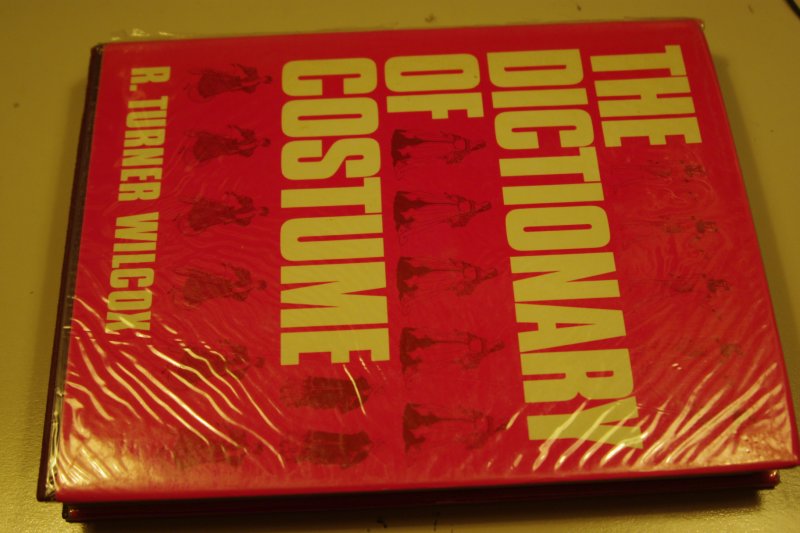 THE
DICTIONARY
OF
COSTUME
R. TURNER WILCOX